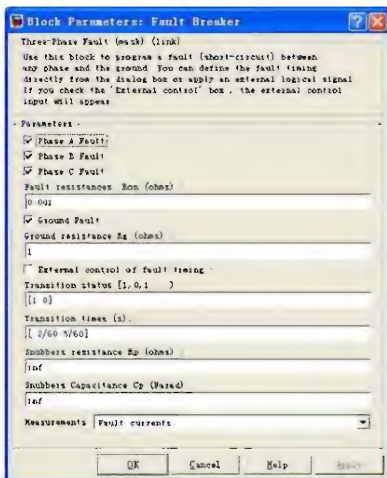 Block Parameters: Fault Breaker
Three-Phase Fault (mask) (link)
Use this block to program a fault (short-circuit) between
any phase and the ground. You can define the fault timing
directly from the dialog box or apply an external logical signal
If you check the 'External control' box , the external control
input will appear
Parameters
Phase A Fault
Phase B Fault
Phase C Fault
Fault resistances Ron (ohms)
0.001
Ground Fault
Ground resistance Rg (ohms)
1
External control of fault timing
Transition status [1,0,1 )
[1 0]
Transition times (s)
[ 2/60 5/60]
Snubbers resistance Rp (ohms)
inf
Snubbers Capacitance Cp (Farad)
inf
Measurements Fault currents
OK Cancel Help Apply